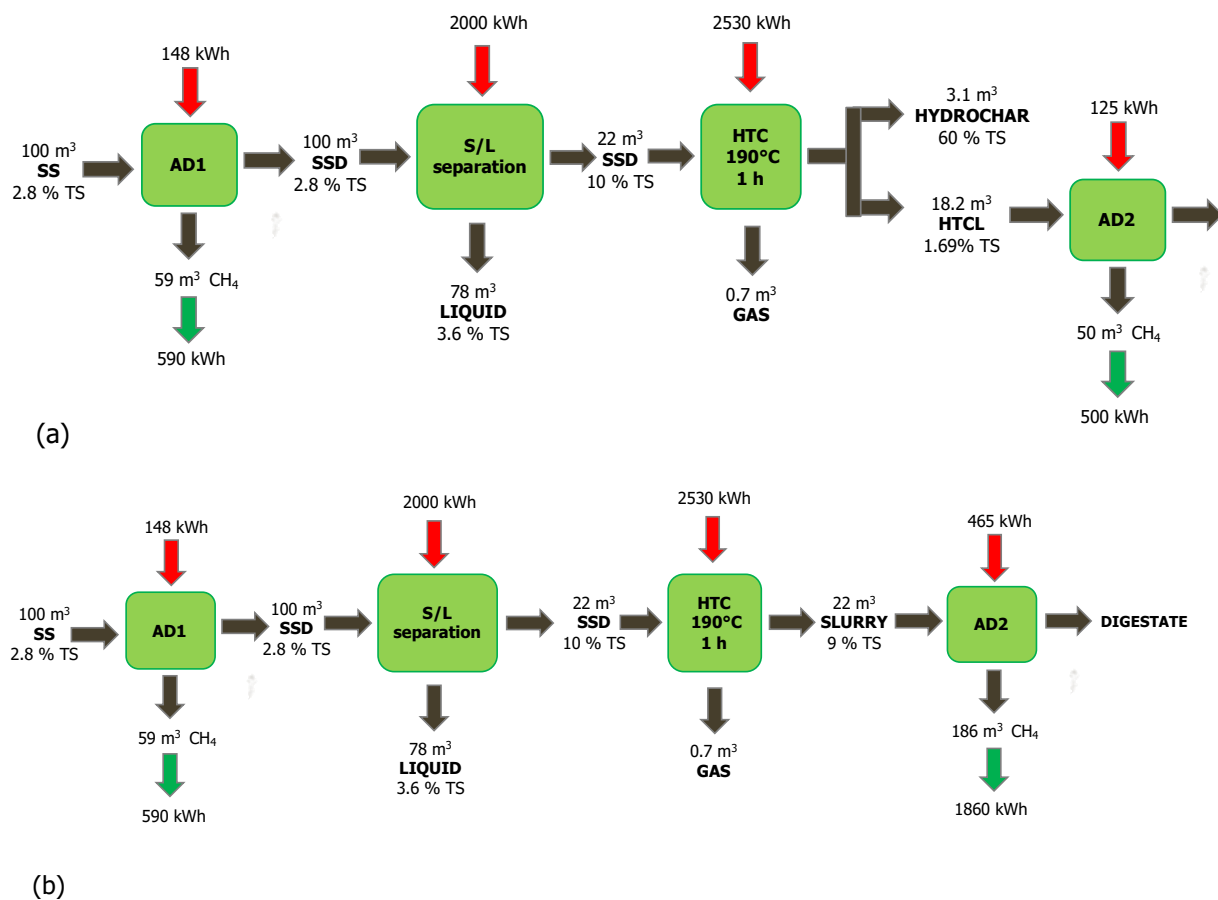 148 kWh
2000 kWh
2530 kWh
125 kWh
100 m³
SS
2.8 % TS
AD1
100 m³
SSD
2.8 % TS
S/L
separation
22 m³
SSD
10 % TS
HTC
190°C
1 h
3.1 m³
HYDROCHAR
60 % TS
18.2 m³
HTCL
1.69% TS
AD2
59 m³ CH₄
590 kWh
78 m³
LIQUID
3.6 % TS
0.7 m³
GAS
50 m³ CH₄
500 kWh
(a)
148 kWh
2000 kWh
2530 kWh
465 kWh
100 m³
SS
2.8 % TS
AD1
100 m³
SSD
2.8 % TS
S/L
separation
22 m³
SSD
10 % TS
HTC
190°C
1 h
22 m³
SLURRY
9 % TS
AD2
DIGESTATE
59 m³ CH₄
590 kWh
78 m³
LIQUID
3.6 % TS
0.7 m³
GAS
186 m³ CH₄
1860 kWh
(b)